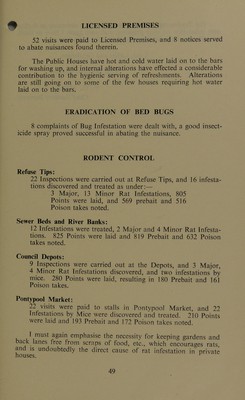 LICENSED PREMISES
52 visits were paid to Licensed Premises, and 8 notices served
to abate nuisances found therein.
The Public Houses have hot and cold water laid on to the bars
for washing up, and internal alterations have effected a considerable
contribution to the hygienic serving of refreshments. Alterations
are still going on to some of the few houses requiring hot water
laid on to the bars,
ERADICATION OF BED BUGS
8 complaints of Bug Infestation were dealt with, a good insect-
icide spray proved successful in abating the nuisance.
RODENT CONTROL
Refuse Tips:
22 Inspections were carried out at Refuse Tips, and 16 infesta-
tions discovered and treated as under:—
3 Major, 13 Minor Rat Infestations, 805
Points were laid, and 569 prebait and 516
Poison takes noted.
Sewer Beds and River Banks:
12 Infestations were treated, 2 Major and 4 Minor Rat Infesta-
tions. 825 Points were laid and 819 Prebait and 632 Poison
takes noted.
Council Depots:
9 Inspections were carried out at the Depots, and 3 Major,
4 Minor Rat Infestations discovered, and two infestations by
mice. 280 Points were laid, resulting in 180 Prebait and 161
Poison takes.
Pontypool Market:
22 visits were paid to stalls in Pontypool Market, and 22
Infestations by Mice were discovered and treated. 210 Points
were laid and 193 Prebait and 172 Poison takes noted.
I must again emphasise the necessity for keeping gardens and
back lanes free from scraps of food, etc., which encourages rats,
and is undoubtedly the direct cause of rat infestation in private
houses.
49